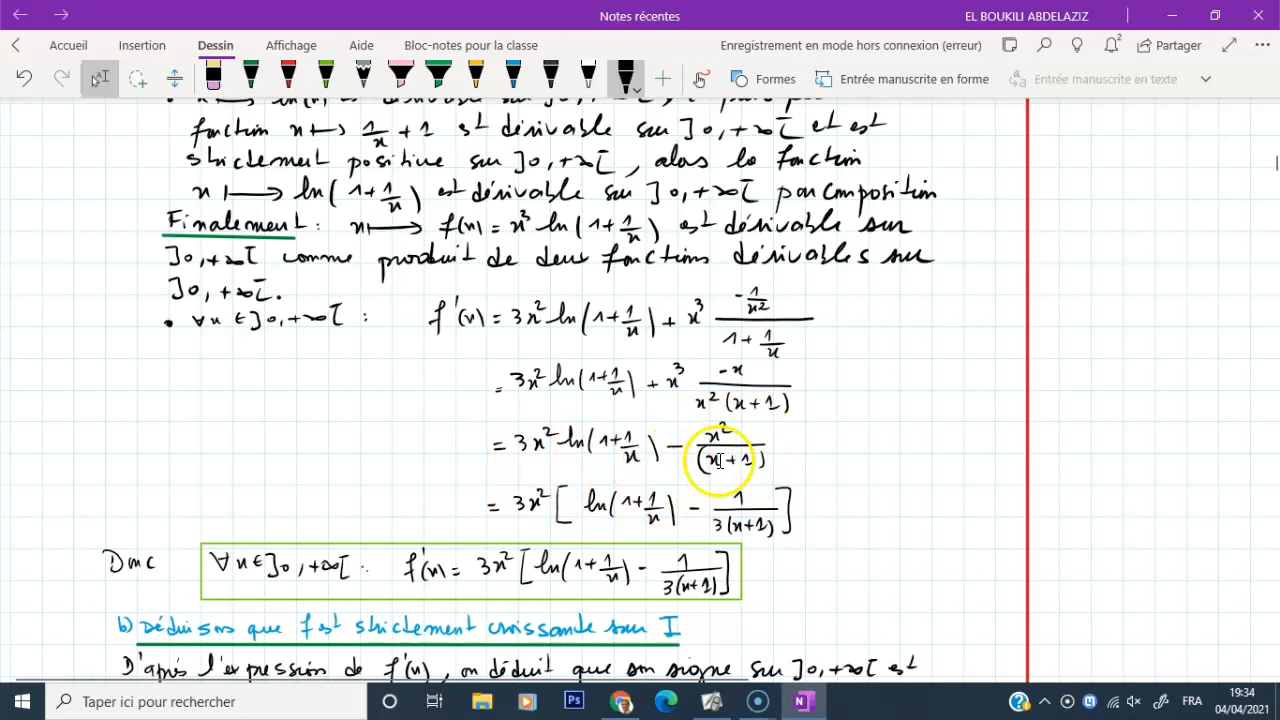 Notes récentes
EL BOUKILI ABDELAZIZ
Accueil Insertion Dessin Affichage Aide Bloc-notes pour la classe
Enregistrement en mode hors connexion (erreur) Partager
Formes Entrée manuscrite en forme Entrée manuscrite en texte
fonction x ⟼ 1/x + 1 est dérivable sur ]0,+∞[ et est
strictement positive sur ]0,+∞[, alors la fonction
x ⟼ ln(1+1/x) est dérivable sur ]0,+∞[ par composition
Finalement : x ⟼ f(x) = x³ ln(1+1/x) est dérivable sur
]0,+∞[ comme produit de deux fonctions dérivables sur
]0,+∞[.
• ∀x ∈ ]0,+∞[ : f'(x) = 3x² ln(1+1/x) + x³ (-1/x²)/(1+1/x)
= 3x² ln(1+1/x) + x³ -x/(x²(x+1))
= 3x² ln(1+1/x) - x²/(x+1)
= 3x² [ ln(1+1/x) - 1/(3(x+1)) ]
Donc ∀x ∈ ]0,+∞[ : f'(x) = 3x² [ ln(1+1/x) - 1/(3(x+1)) ]
b) Déduisons que f est strictement croissante sur I
D'après l'expression de f'(x), on déduit que son signe sur ]0,+∞[ est
Taper ici pour rechercher
FRA
19:34
04/04/2021